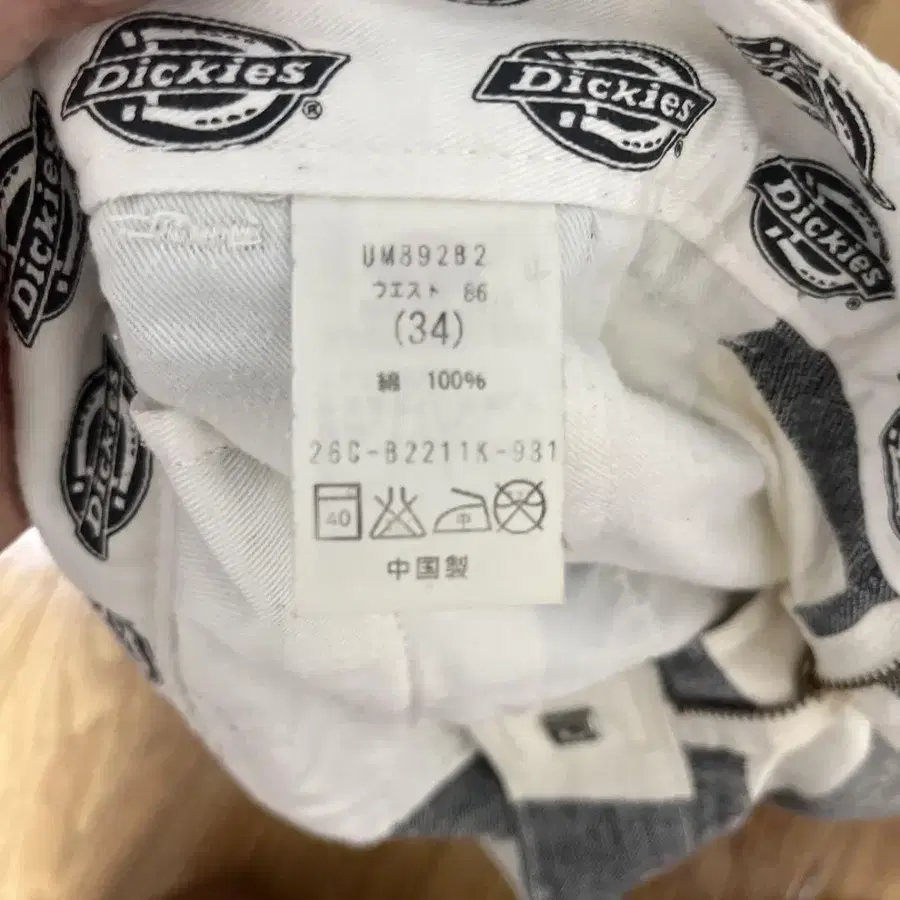 Dickies
®
Dickies
Dickies
®
Dickies
Dickies
UM892B2
ウエスト 86
(34)
綿 100%
26C-B2211K-931
40
中
中国製